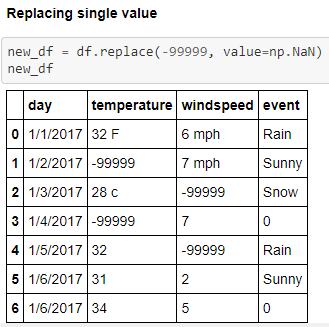 Replacing single value
new_df = df.replace(-99999, value=np.NaN)
new_df
day temperature windspeed event
0 1/1/2017 32 F 6 mph Rain
1 1/2/2017 -99999 7 mph Sunny
2 1/3/2017 28 c -99999 Snow
3 1/4/2017 -99999 7 0
4 1/5/2017 32 -99999 Rain
5 1/6/2017 31 2 Sunny
6 1/6/2017 34 5 0